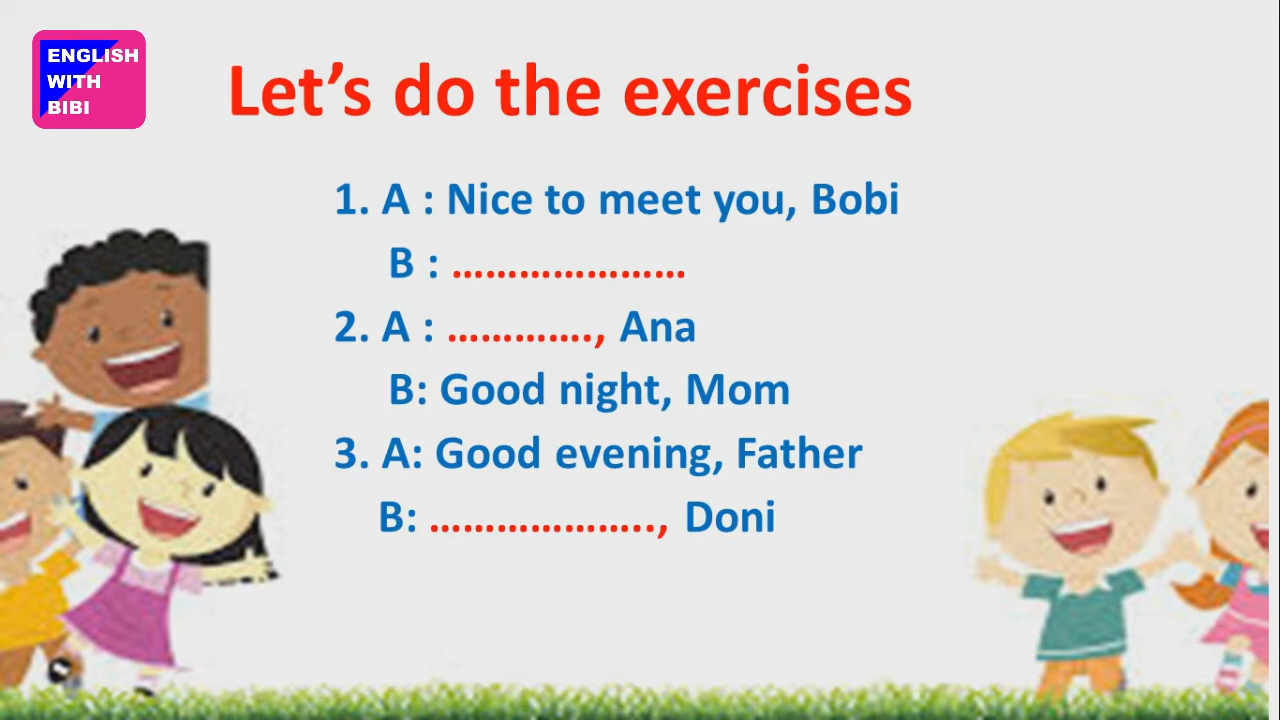 ENGLISH
WITH
BIBI
Let’s do the exercises
1. A : Nice to meet you, Bobi
B : …………………
2. A : …………., Ana
B: Good night, Mom
3. A: Good evening, Father
B: ……………….., Doni